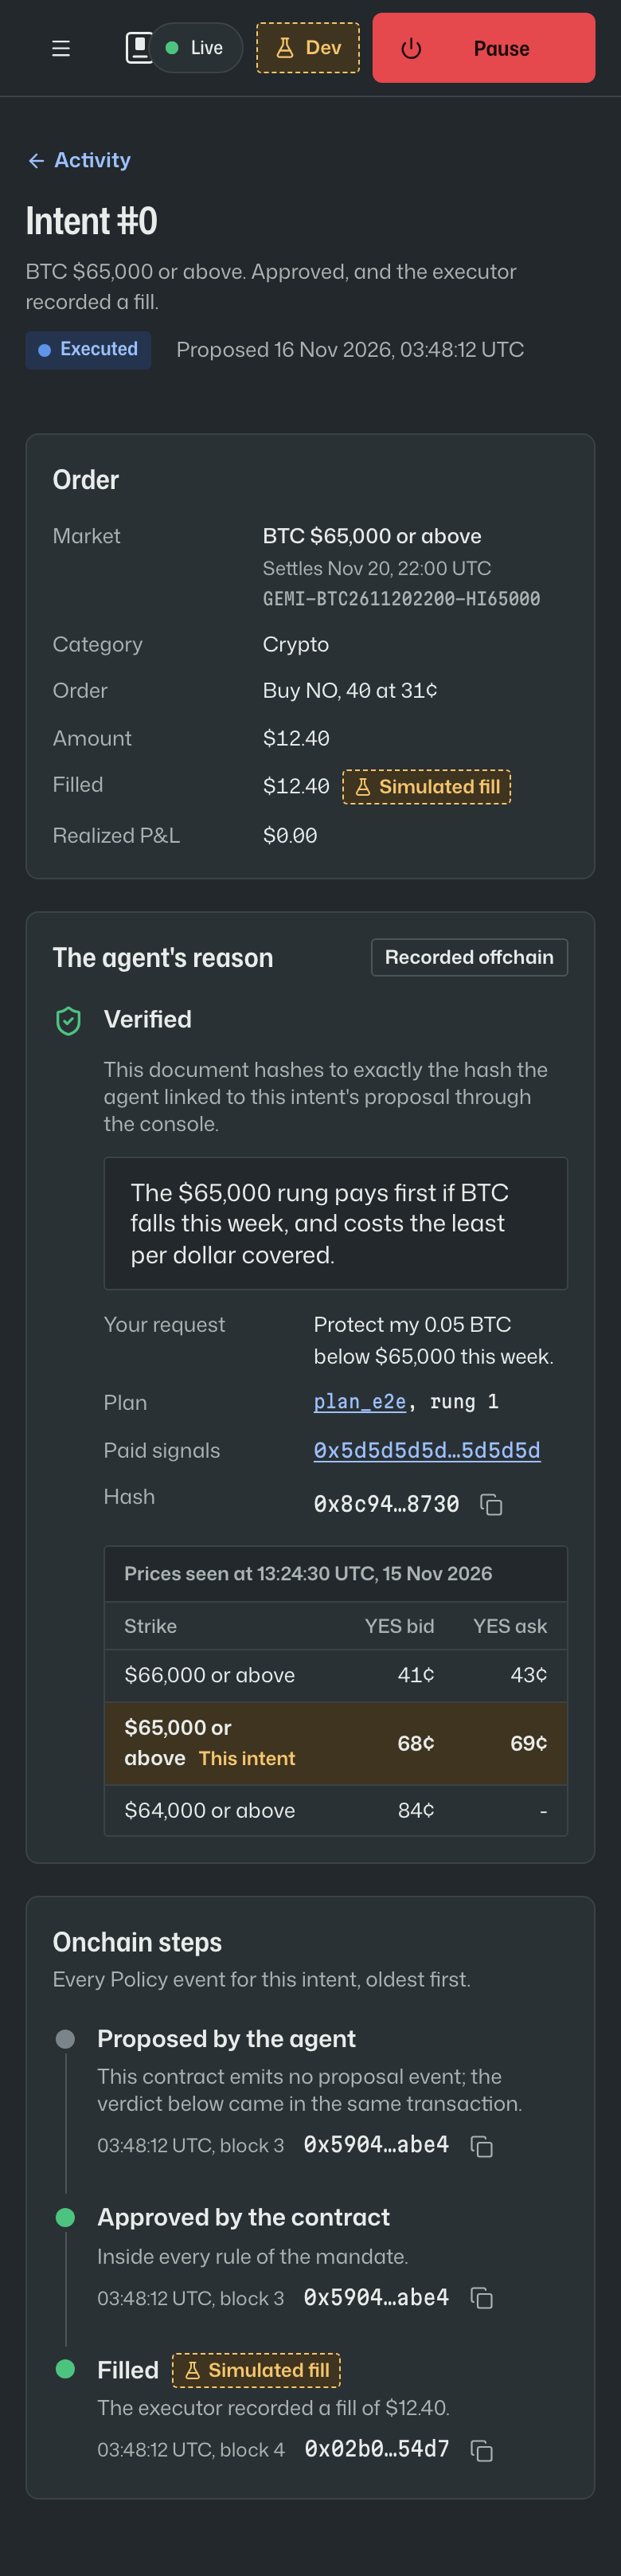 Live
Dev
Pause
← Activity
Intent #0
BTC $65,000 or above. Approved, and the executor
recorded a fill.
Executed
Proposed 16 Nov 2026, 03:48:12 UTC
Order
Market
BTC $65,000 or above
Settles Nov 20, 22:00 UTC
GEMI-BTC2611202200-HI65000
Category
Crypto
Order
Buy NO, 40 at 31¢
Amount
$12.40
Filled
$12.40
Simulated fill
Realized P&L
$0.00
The agent's reason
Recorded offchain
Verified
This document hashes to exactly the hash the
agent linked to this intent's proposal through
the console.
The $65,000 rung pays first if BTC
falls this week, and costs the least
per dollar covered.
Your request
Protect my 0.05 BTC
below $65,000 this week.
Plan
plan_e2e, rung 1
Paid signals
0x5d5d5d5d…5d5d5d
Hash
0x8c94…8730
Prices seen at 13:24:30 UTC, 15 Nov 2026
Strike YES bid YES ask
$66,000 or above 41¢ 43¢
$65,000 or
above This intent 68¢ 69¢
$64,000 or above 84¢ -
Onchain steps
Every Policy event for this intent, oldest first.
Proposed by the agent
This contract emits no proposal event; the
verdict below came in the same transaction.
03:48:12 UTC, block 3 0x5904…abe4
Approved by the contract
Inside every rule of the mandate.
03:48:12 UTC, block 3 0x5904…abe4
Filled
Simulated fill
The executor recorded a fill of $12.40.
03:48:12 UTC, block 4 0x02b0…54d7